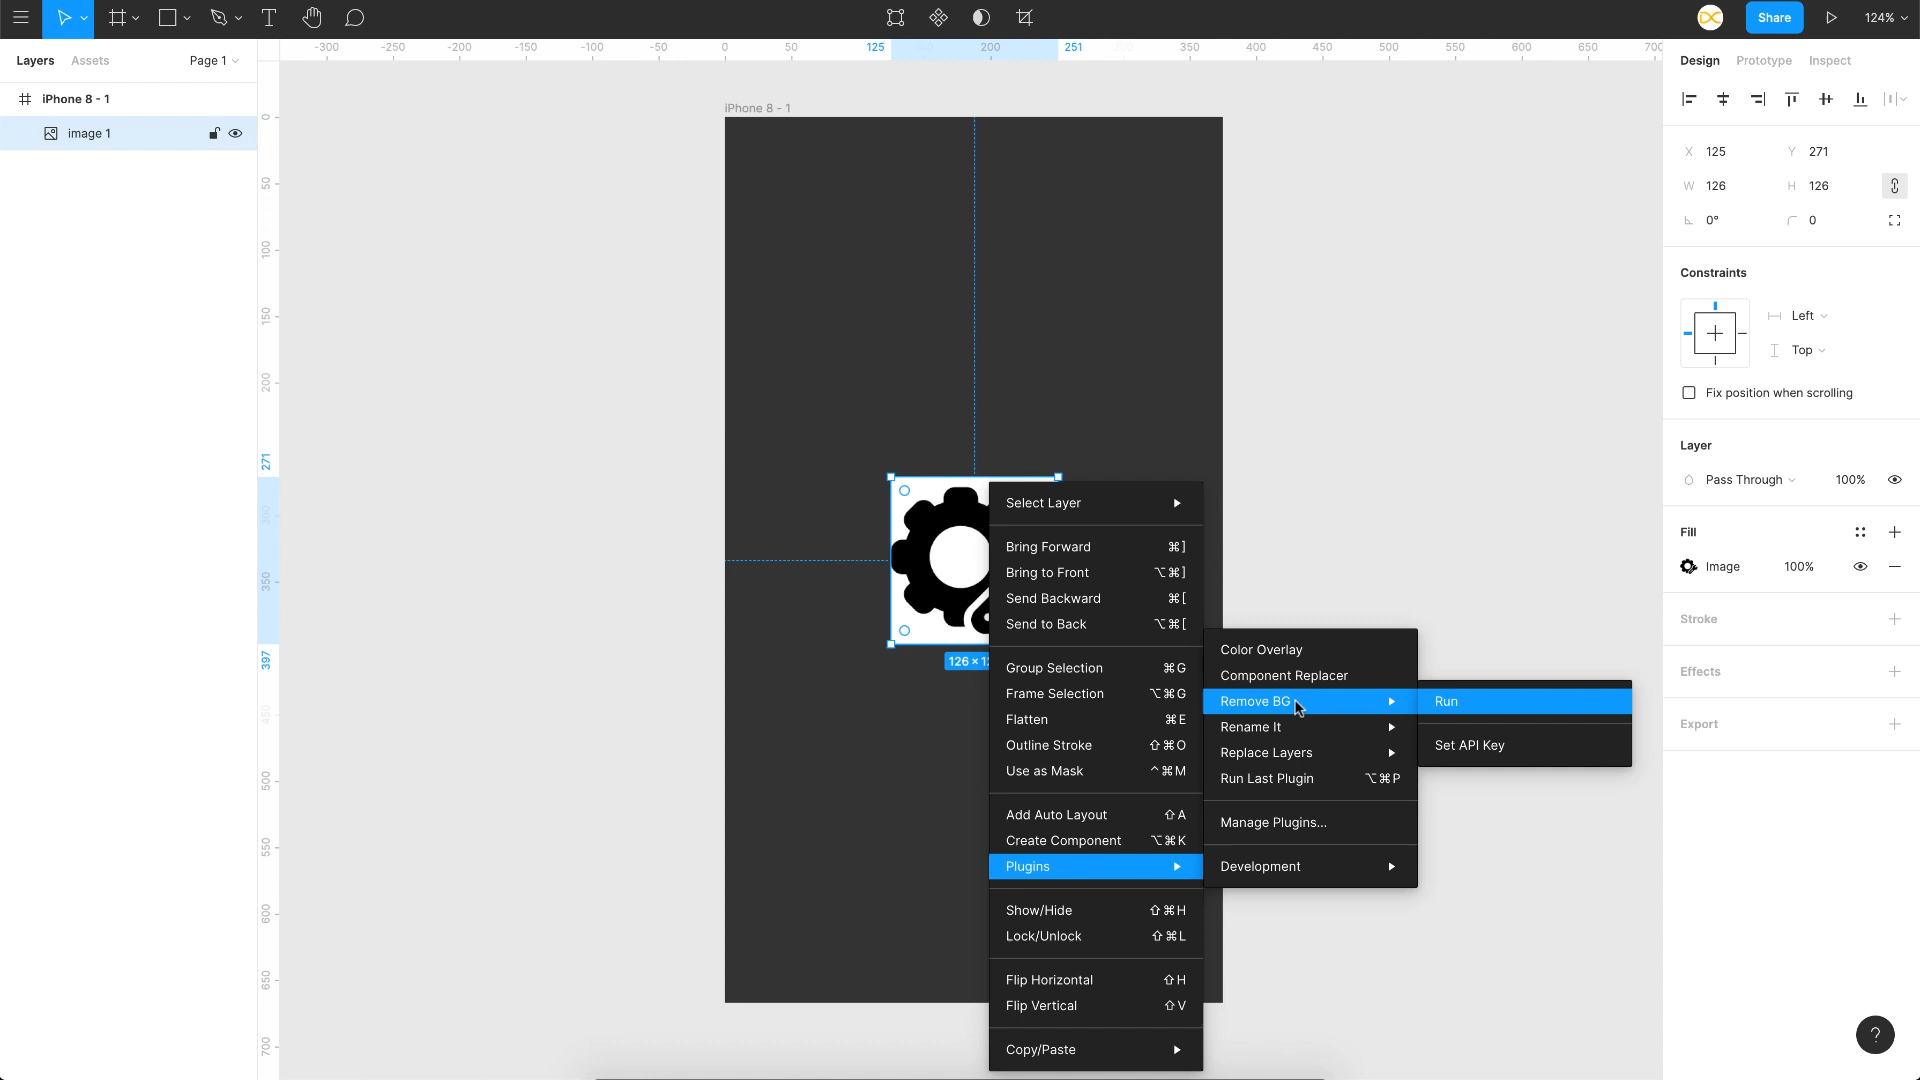 Share
124%
Layers
Assets
Page 1
-300
-250
-200
-150
-100
-50
0
50
125
200
251
350
400
450
500
550
600
650
700
Design
Prototype
Inspect
iPhone 8 - 1
image 1
iPhone 8 - 1
0
50
100
150
200
271
300
350
397
450
500
550
600
650
700
126 × 12
Select Layer
Bring Forward ⌘]
Bring to Front ⌥⌘]
Send Backward ⌘[
Send to Back ⌥⌘[
Group Selection ⌘G
Frame Selection ⌥⌘G
Flatten ⌘E
Outline Stroke ⇧⌘O
Use as Mask ^⌘M
Add Auto Layout ⇧A
Create Component ⌥⌘K
Plugins
Show/Hide ⇧⌘H
Lock/Unlock ⇧⌘L
Flip Horizontal ⇧H
Flip Vertical ⇧V
Copy/Paste
Color Overlay
Component Replacer
Remove BG
Rename It
Replace Layers
Run Last Plugin ⌥⌘P
Manage Plugins...
Development
Run
Set API Key
X 125 Y 271
W 126 H 126
0° 0
Constraints
Left
Top
Fix position when scrolling
Layer
Pass Through 100%
Fill
Image 100%
Stroke
Effects
Export
?